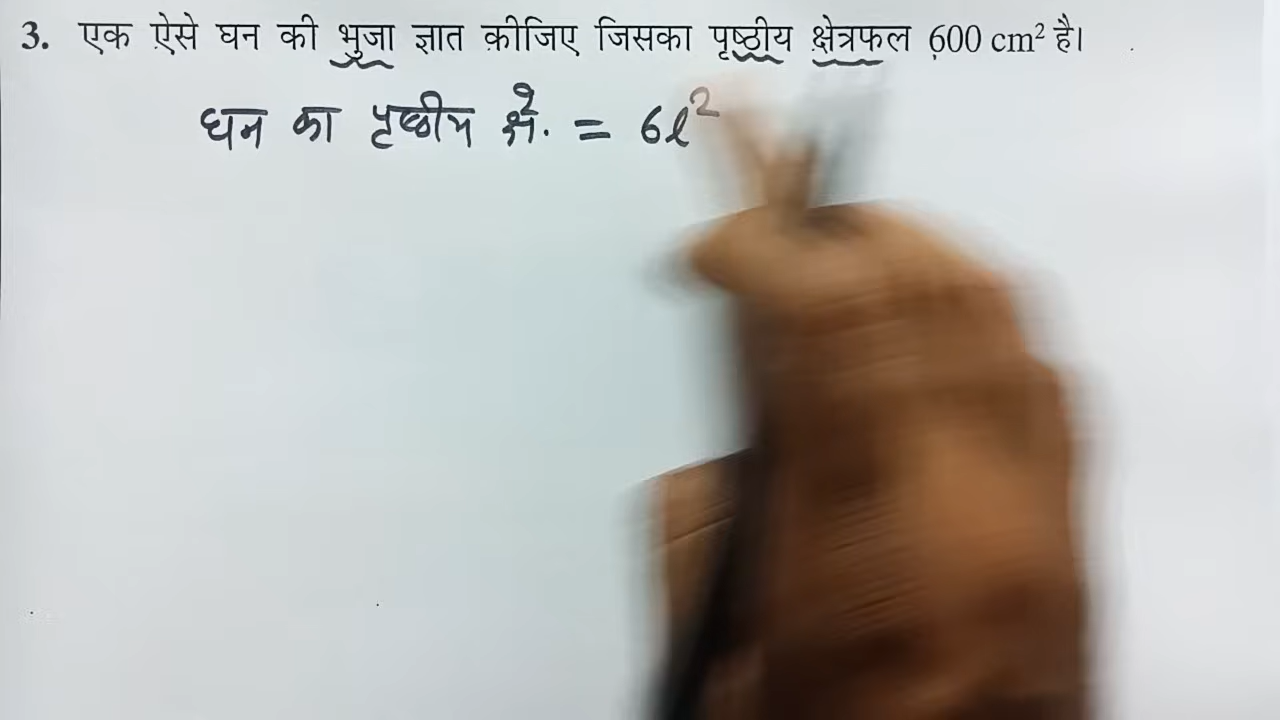 3. एक ऐसे घन की भुजा ज्ञात कीजिए जिसका पृष्ठीय क्षेत्रफल 600 cm² है।
घन का पृष्ठीय क्षे. = 6l²